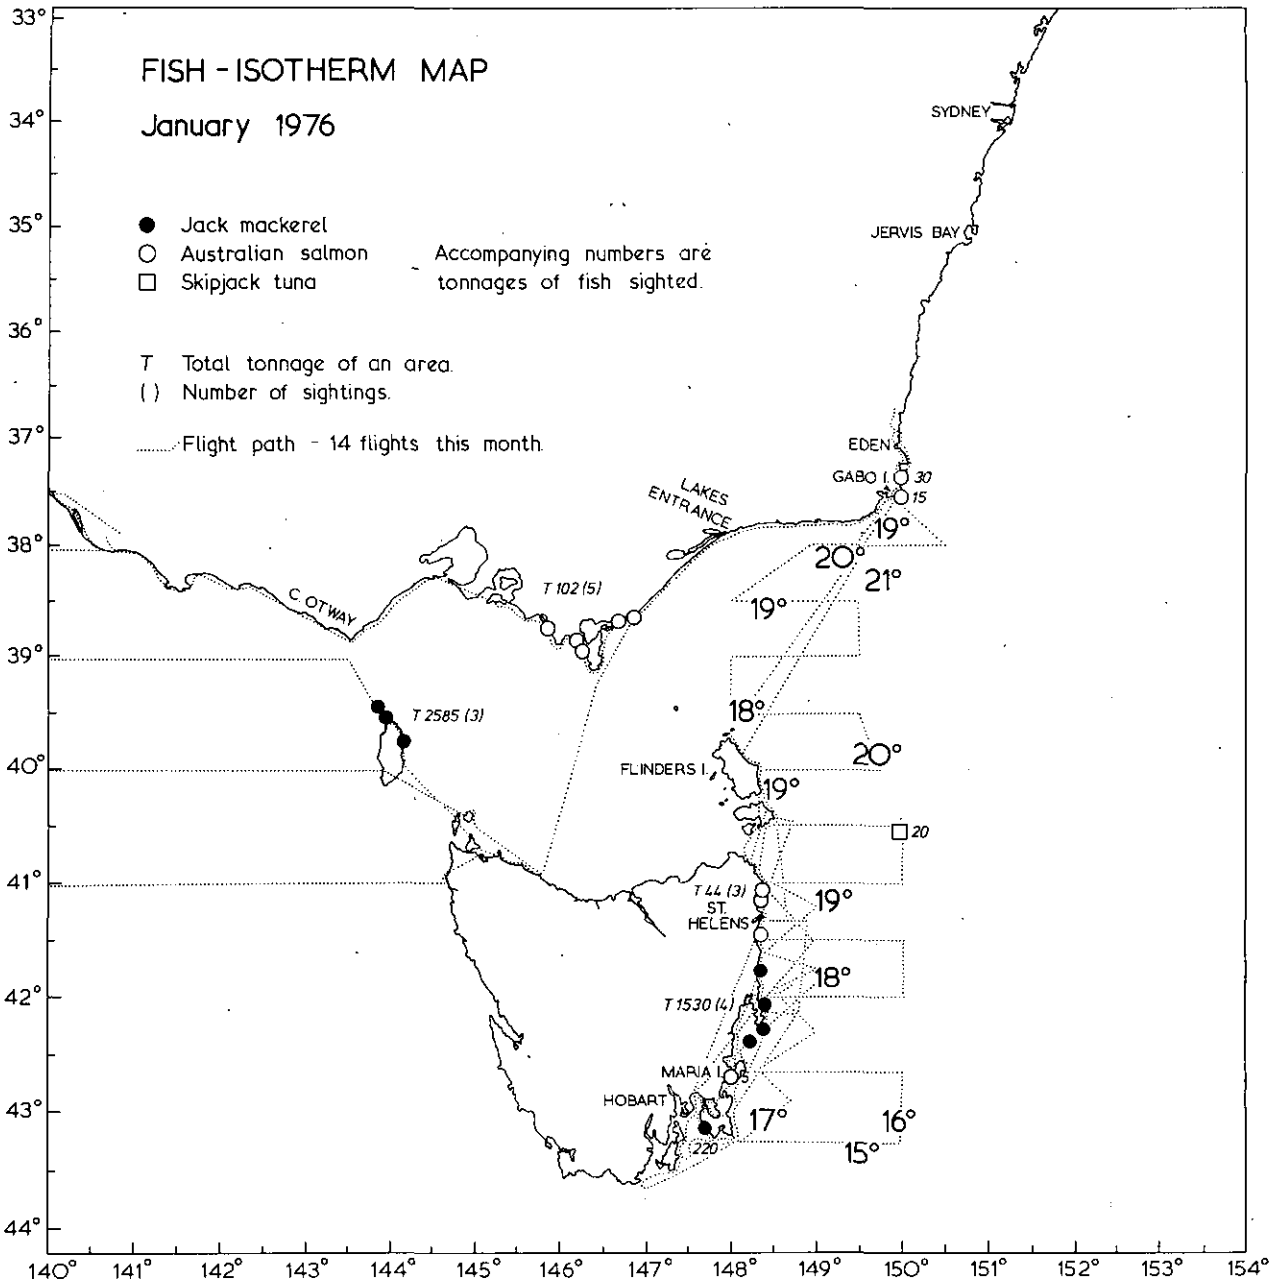 FISH - ISOTHERM MAP
January 1976
Jack mackerel
Australian salmon
Skipjack tuna
Accompanying numbers are
tonnages of fish sighted.
T Total tonnage of an area.
( ) Number of sightings.
Flight path - 14 flights this month.
33°
34°
35°
36°
37°
38°
39°
40°
41°
42°
43°
44°
SYDNEY
JERVIS BAY
EDEN
GABO I.
30
15
LAKES
ENTRANCE
19°
20°
21°
19°
C. OTWAY
T 102 (5)
T 2585 (3)
18°
20°
FLINDERS I.
19°
20
T 44 (3)
ST.
HELENS
19°
18°
T 1530 (4)
MARIA I.
HOBART
17°
16°
15°
220
140°
141°
142°
143°
144°
145°
146°
147°
148°
149°
150°
151°
152°
153°
154°